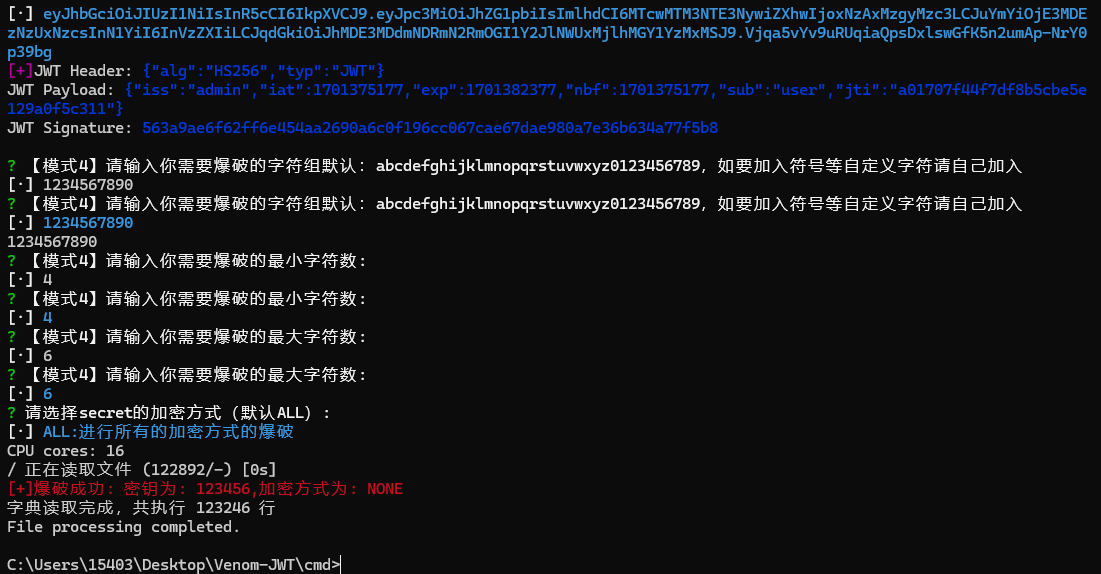 [·] eyJhbGciOiJIUzI1NiIsInR5cCI6IkpXVCJ9.eyJpc3MiOiJhZG1pbiIsImlhdCI6MTcwMTM3NTE3NywiZXhwIjoxNzAxMzgyMzc3LCJuYmYiOjE3MDE
zNzUxNzcsInN1YiI6InVzZXIiLCJqdGkiOiJhMDE3MDdmNDRmN2RmOGI1Y2JlNWUxMjlhMGY1YzMxMSJ9.Vjqa5vYv9uRUqiaQpsDxlswGfK5n2umAp-NrY0
p39bg
[+]JWT Header: {"alg":"HS256","typ":"JWT"}
JWT Payload: {"iss":"admin","iat":1701375177,"exp":1701382377,"nbf":1701375177,"sub":"user","jti":"a01707f44f7df8b5cbe5e
129a0f5c311"}
JWT Signature: 563a9ae6f62ff6e454aa2690a6c0f196cc067cae67dae980a7e36b634a77f5b8
? 【模式4】请输入你需要爆破的字符组默认: abcdefghijklmnopqrstuvwxyz0123456789, 如要加入符号等自定义字符请自己加入
[·] 1234567890
? 【模式4】请输入你需要爆破的字符组默认: abcdefghijklmnopqrstuvwxyz0123456789, 如要加入符号等自定义字符请自己加入
[·] 1234567890
1234567890
? 【模式4】请输入你需要爆破的最小字符数:
[·] 4
? 【模式4】请输入你需要爆破的最小字符数:
[·] 4
? 【模式4】请输入你需要爆破的最大字符数:
[·] 6
? 【模式4】请输入你需要爆破的最大字符数:
[·] 6
? 请选择secret的加密方式 (默认ALL) :
[·] ALL:进行所有的加密方式的爆破
CPU cores: 16
/ 正在读取文件 (122892/-) [0s]
[+]爆破成功: 密钥为: 123456,加密方式为: NONE
字典读取完成, 共执行 123246 行
File processing completed.
C:\Users\15403\Desktop\Venom-JWT\cmd>